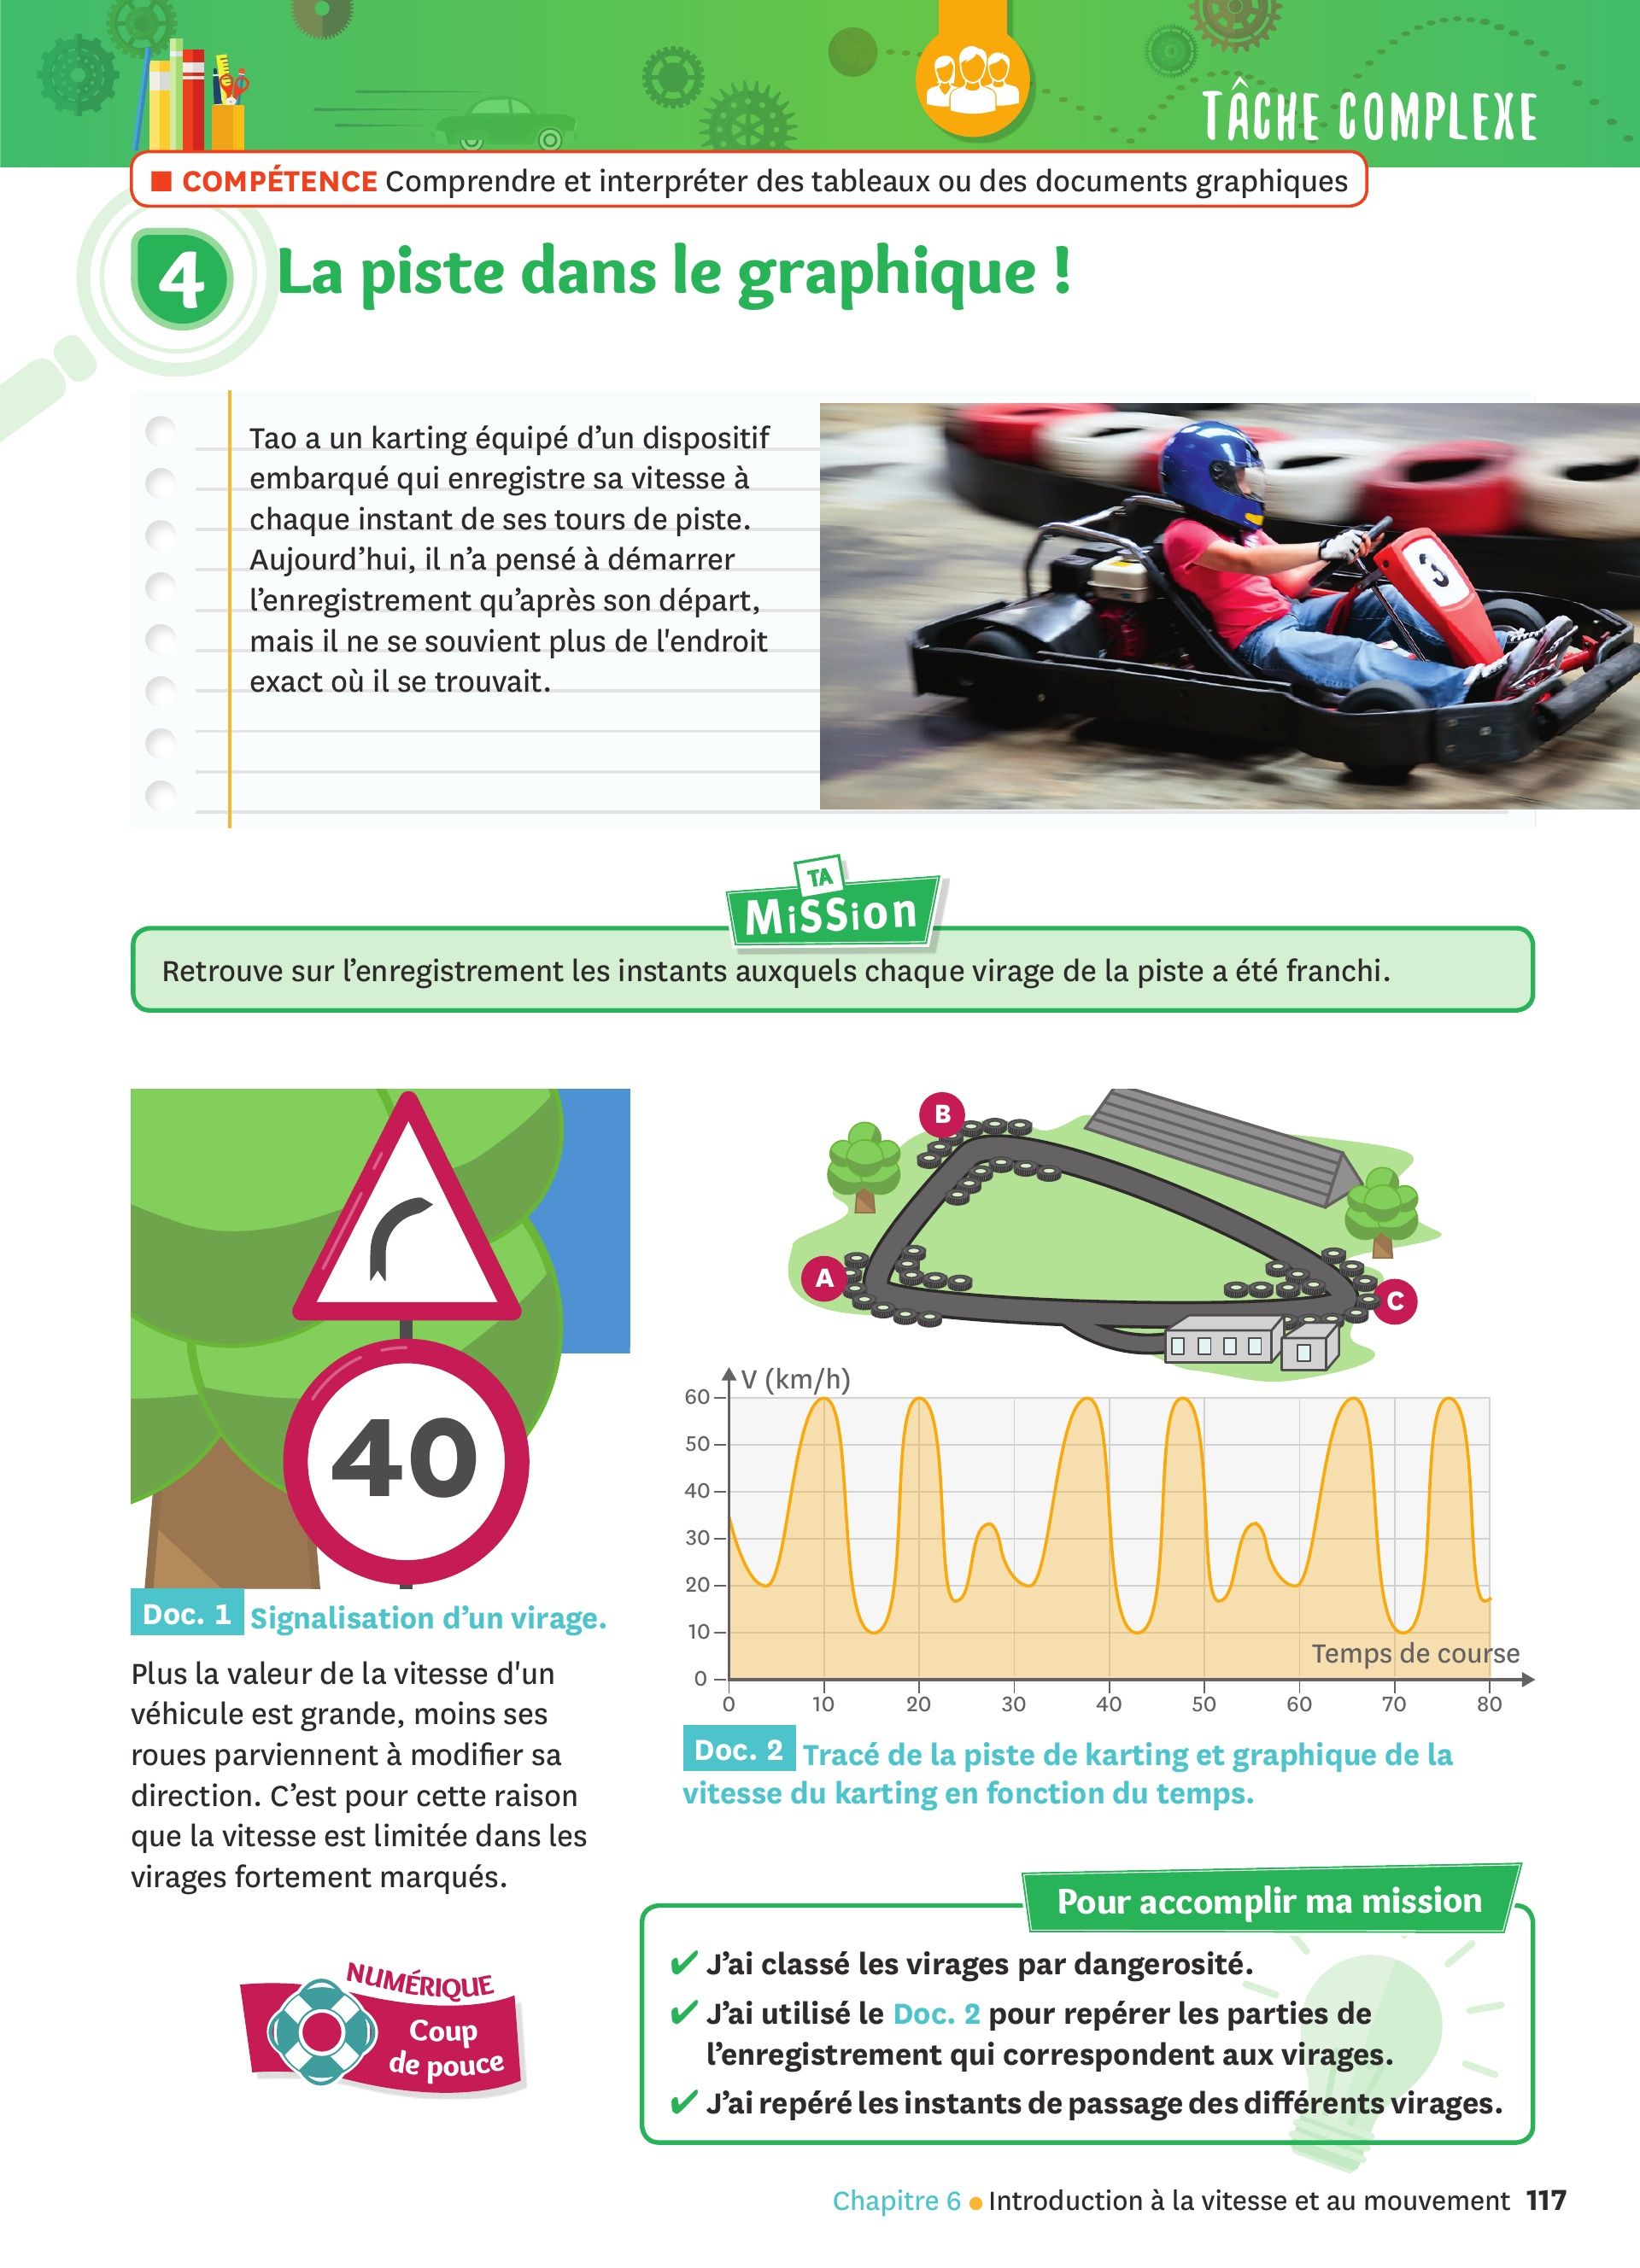 TÂCHE COMPLEXE
■ COMPÉTENCE Comprendre et interpréter des tableaux ou des documents graphiques
4 La piste dans le graphique !
Tao a un karting équipé d’un dispositif
embarqué qui enregistre sa vitesse à
chaque instant de ses tours de piste.
Aujourd’hui, il n’a pensé à démarrer
l’enregistrement qu’après son départ,
mais il ne se souvient plus de l'endroit
exact où il se trouvait.
3
TA
MiSSion
Retrouve sur l’enregistrement les instants auxquels chaque virage de la piste a été franchi.
40
Doc. 1 Signalisation d’un virage.
Plus la valeur de la vitesse d'un
véhicule est grande, moins ses
roues parviennent à modifier sa
direction. C’est pour cette raison
que la vitesse est limitée dans les
virages fortement marqués.
B
A
C
V (km/h)
60
50
40
30
20
10
0
Temps de course
0 10 20 30 40 50 60 70 80
Doc. 2 Tracé de la piste de karting et graphique de la
vitesse du karting en fonction du temps.
NUMÉRIQUE
Coup
de pouce
Pour accomplir ma mission
✔ J’ai classé les virages par dangerosité.
✔ J’ai utilisé le Doc. 2 pour repérer les parties de
l’enregistrement qui correspondent aux virages.
✔ J’ai repéré les instants de passage des différents virages.
Chapitre 6 ● Introduction à la vitesse et au mouvement 117